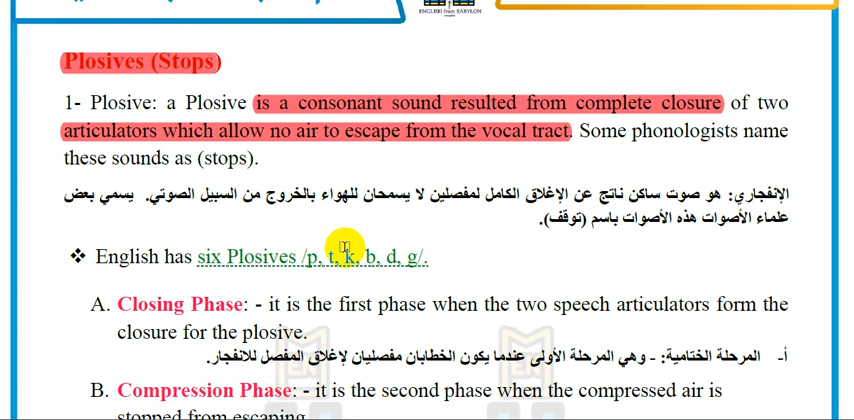 ENGLISH from BABYLON
Plosives (Stops)
1- Plosive: a Plosive is a consonant sound resulted from complete closure of two
articulators which allow no air to escape from the vocal tract. Some phonologists name
these sounds as (stops).
الإنفجاري: هو صوت ساكن ناتج عن الإغلاق الكامل لمفصلين لا يسمحان للهواء بالخروج من السبيل الصوتي. يسمي بعض
علماء الأصوات هذه الأصوات باسم (توقف).
❖ English has six Plosives /p, t, k, b, d, g/.
A. Closing Phase: - it is the first phase when the two speech articulators form the
closure for the plosive.
أ- المرحلة الختامية: - وهي المرحلة الأولى عندما يكون الخطابان مفصليان لإغلاق المفصل للانفجار.
B. Compression Phase: - it is the second phase when the compressed air is
stopped from escaping